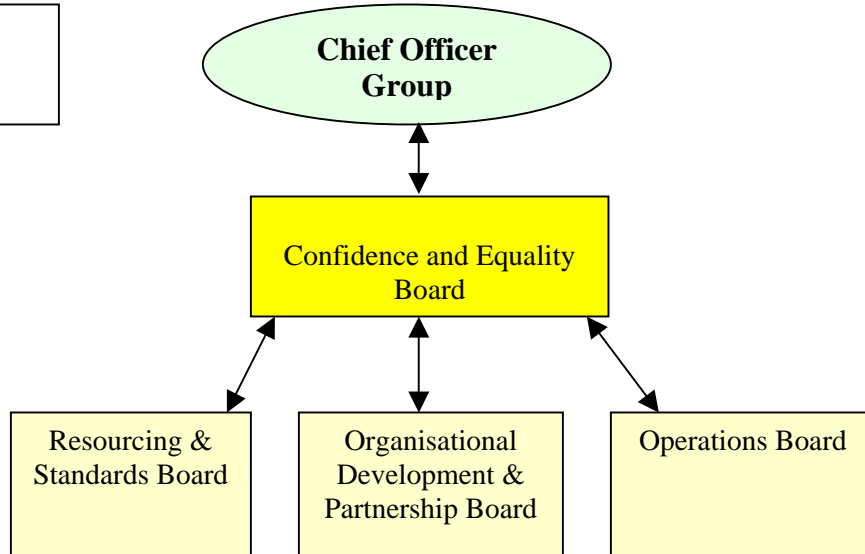 Chief Officer
Group
Confidence and Equality
Board
Resourcing &
Standards Board
Organisational
Development &
Partnership Board
Operations Board